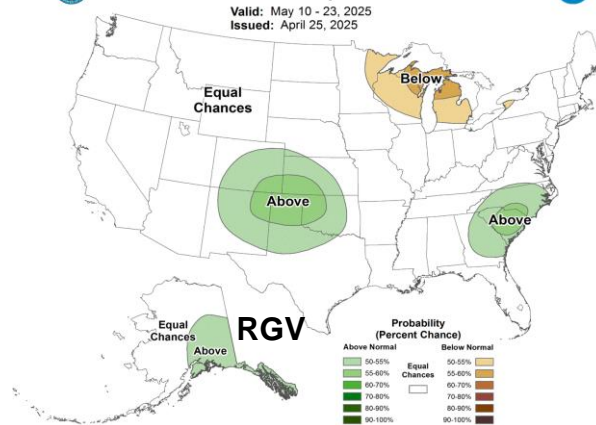 Valid: May 10 - 23, 2025
Issued: April 25, 2025
Below
Equal
Chances
Above
Above
Equal
Chances
Above
RGV
Probability
(Percent Chance)
Above Normal
Below Normal
50-55%
55-60%
60-70%
70-80%
80-90%
90-100%
Equal
Chances
50-55%
55-60%
60-70%
70-80%
80-90%
90-100%